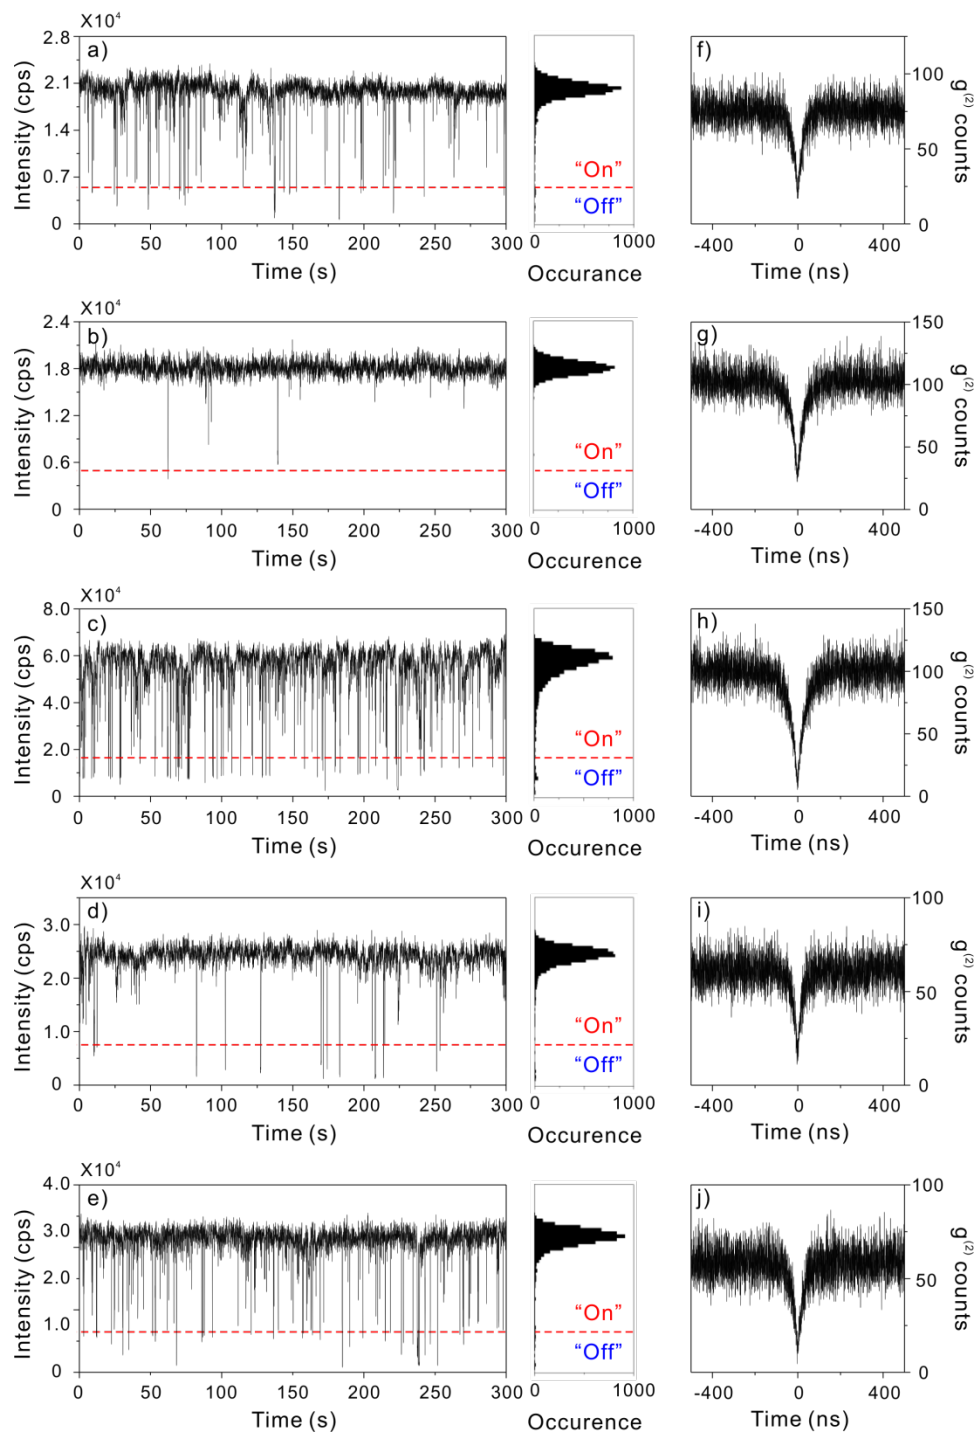 X10⁴
a)
2.8
2.1
1.4
0.7
0
Intensity (cps)
0 50 100 150 200 250 300
Time (s)
"On"
"Off"
0 1000
Occurance
f)
100
50
0
g⁽²⁾ counts
-400 0 400
Time (ns)
X10⁴
b)
2.4
1.8
1.2
0.6
0
Intensity (cps)
0 50 100 150 200 250 300
Time (s)
"On"
"Off"
0 1000
Occurence
g)
150
100
50
0
g⁽²⁾ counts
-400 0 400
Time (ns)
X10⁴
c)
8.0
6.0
4.0
2.0
0
Intensity (cps)
0 50 100 150 200 250 300
Time (s)
"On"
"Off"
0 1000
Occurence
h)
150
100
50
0
g⁽²⁾ counts
-400 0 400
Time (ns)
X10⁴
d)
3.0
2.0
1.0
0
Intensity (cps)
0 50 100 150 200 250 300
Time (s)
"On"
"Off"
0 1000
Occurence
i)
100
50
0
g⁽²⁾ counts
-400 0 400
Time (ns)
X10⁴
e)
4.0
3.0
2.0
1.0
0
Intensity (cps)
0 50 100 150 200 250 300
Time (s)
"On"
"Off"
0 1000
Occurence
j)
100
50
0
g⁽²⁾ counts
-400 0 400
Time (ns)